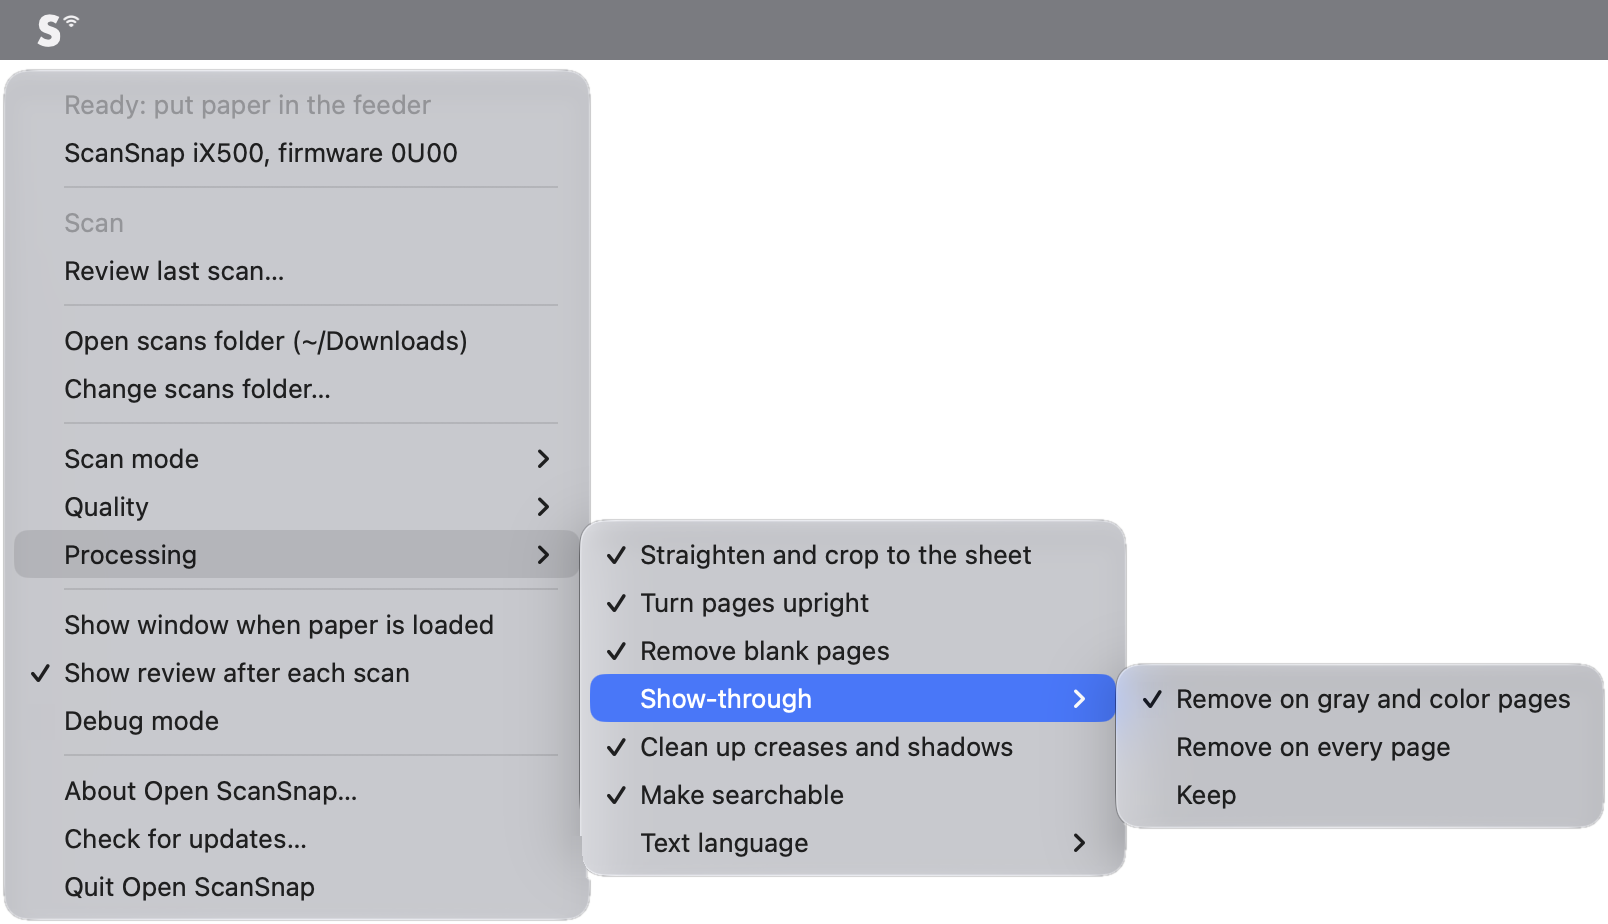 S
Ready: put paper in the feeder
ScanSnap iX500, firmware 0U00
Scan
Review last scan...
Open scans folder (~/Downloads)
Change scans folder...
Scan mode
Quality
Processing
Show window when paper is loaded
Show review after each scan
Debug mode
About Open ScanSnap...
Check for updates...
Quit Open ScanSnap
Straighten and crop to the sheet
Turn pages upright
Remove blank pages
Show-through
Clean up creases and shadows
Make searchable
Text language
Remove on gray and color pages
Remove on every page
Keep